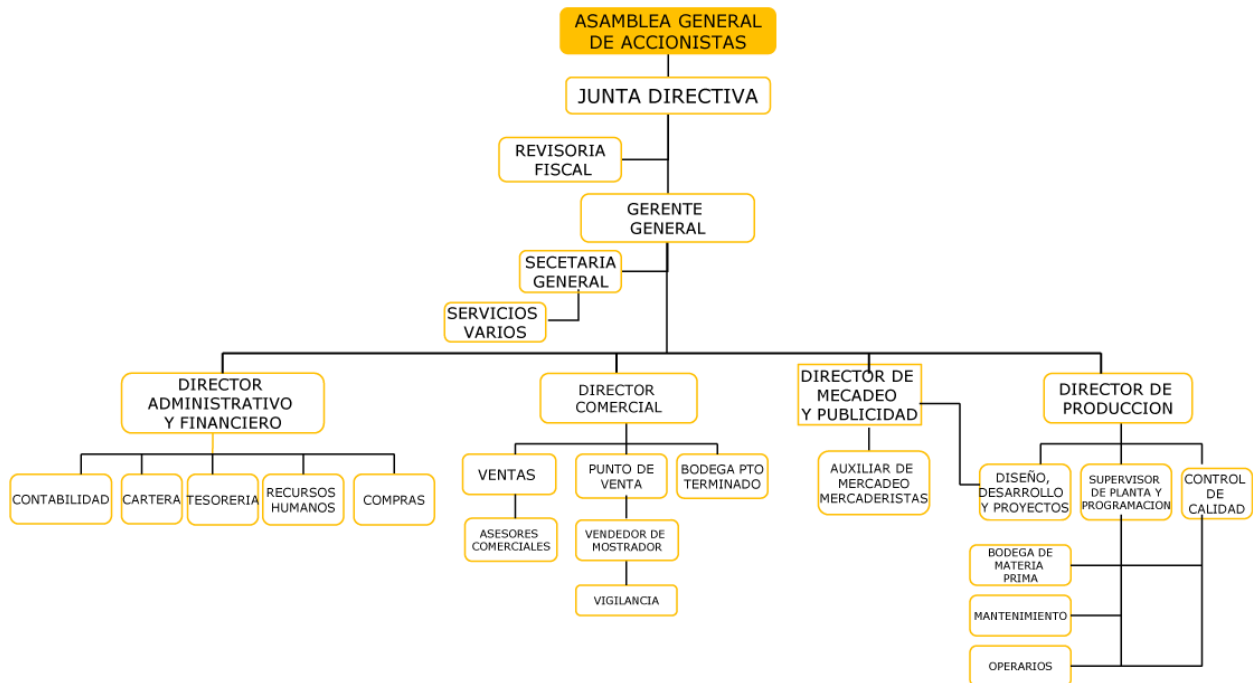 ASAMBLEA GENERAL
DE ACCIONISTAS
JUNTA DIRECTIVA
REVISORIA
FISCAL
GERENTE
GENERAL
SECETARIA
GENERAL
SERVICIOS
VARIOS
DIRECTOR
ADMINISTRATIVO
Y FINANCIERO
DIRECTOR
COMERCIAL
DIRECTOR DE
MECADEO
Y PUBLICIDAD
DIRECTOR DE
PRODUCCION
CONTABILIDAD
CARTERA
TESORERIA
RECURSOS
HUMANOS
COMPRAS
VENTAS
PUNTO DE
VENTA
BODEGA PTO
TERMINADO
AUXILIAR DE
MERCADEO
MERCADERISTAS
DISEÑO,
DESARROLLO
Y PROYECTOS
SUPERVISOR
DE PLANTA Y
PROGRAMACION
CONTROL
DE
CALIDAD
ASESORES
COMERCIALES
VENDEDOR DE
MOSTRADOR
VIGILANCIA
BODEGA DE
MATERIA
PRIMA
MANTENIMIENTO
OPERARIOS